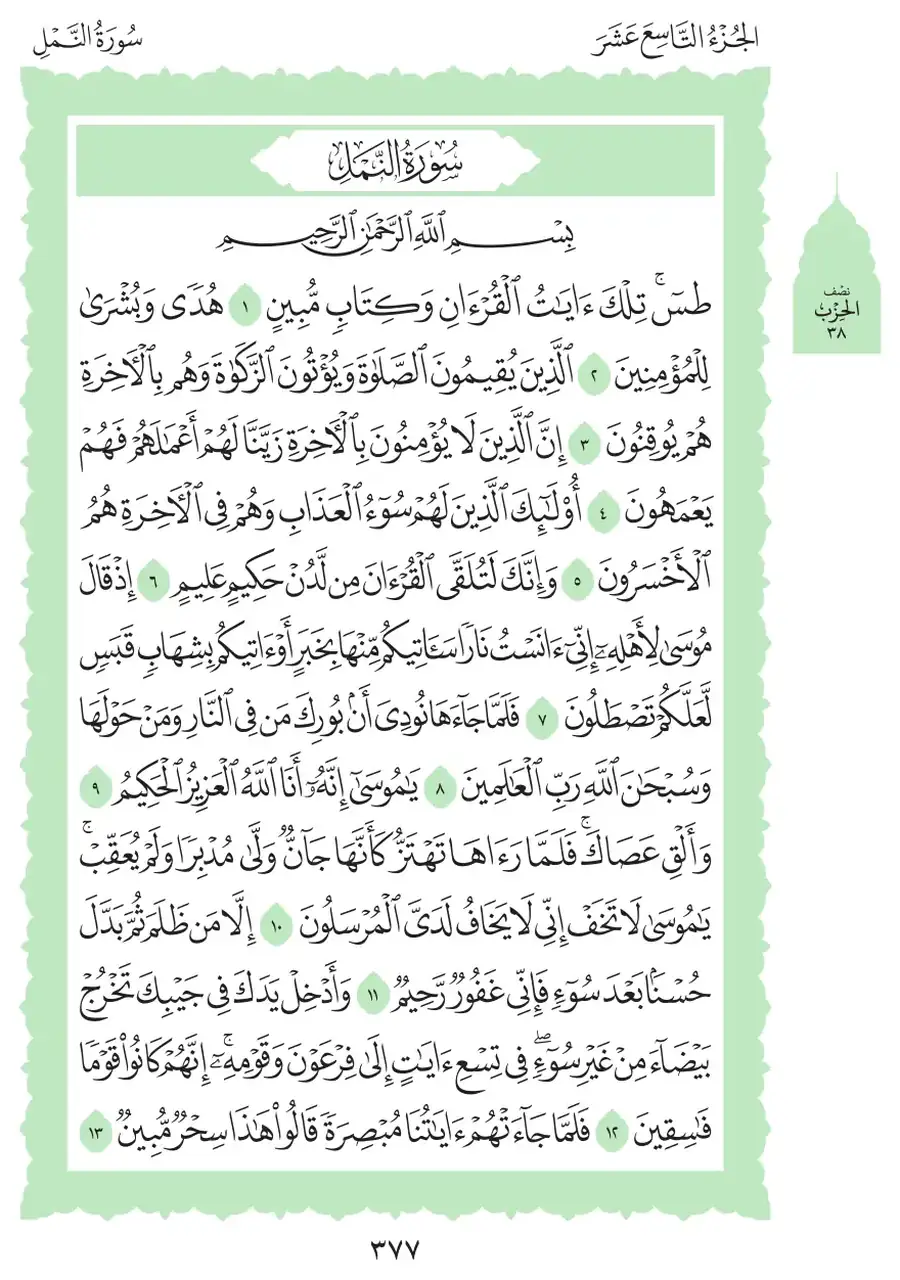 الجُزْءُ التَّاسِعَ عَشَرَ
سُورَةُ النَّمْلِ
سُورَةُ النَّمْلِ
بِسْمِ ٱللَّهِ ٱلرَّحْمَٰنِ ٱلرَّحِيمِ
طسٓۚ تِلْكَ ءَايَٰتُ ٱلْقُرْءَانِ وَكِتَابٖ مُّبِينٍ ١ هُدٗى وَبُشْرَىٰ
لِلْمُؤْمِنِينَ ٢ ٱلَّذِينَ يُقِيمُونَ ٱلصَّلَوٰةَ وَيُؤْتُونَ ٱلزَّكَوٰةَ وَهُم بِٱلْأٓخِرَةِ
هُمْ يُوقِنُونَ ٣ إِنَّ ٱلَّذِينَ لَا يُؤْمِنُونَ بِٱلْأٓخِرَةِ زَيَّنَّا لَهُمْ أَعْمَٰلَهُمْ فَهُمْ
يَعْمَهُونَ ٤ أُوْلَٰٓئِكَ ٱلَّذِينَ لَهُمْ سُوٓءُ ٱلْعَذَابِ وَهُمْ فِي ٱلْأٓخِرَةِ هُمُ
ٱلْأَخْسَرُونَ ٥ وَإِنَّكَ لَتُلَقَّى ٱلْقُرْءَانَ مِن لَّدُنْ حَكِيمٍ عَلِيمٍ ٦ إِذْ قَالَ
مُوسَىٰ لِأَهْلِهِۦٓ إِنِّيٓ ءَانَسْتُ نَارٗا سَـَٔاتِيكُم مِّنْهَا بِخَبَرٍ أَوْ ءَاتِيكُم بِشِهَابٖ قَبَسٖ
لَّعَلَّكُمْ تَصْطَلُونَ ٧ فَلَمَّا جَآءَهَا نُودِيَ أَنۢ بُورِكَ مَن فِي ٱلنَّارِ وَمَنْ حَوْلَهَا
وَسُبْحَٰنَ ٱللَّهِ رَبِّ ٱلْعَٰلَمِينَ ٨ يَٰمُوسَىٰٓ إِنَّهُۥٓ أَنَا ٱللَّهُ ٱلْعَزِيزُ ٱلْحَكِيمُ ٩
وَأَلْقِ عَصَاكَۚ فَلَمَّا رَءَاهَا تَهْتَزُّ كَأَنَّهَا جَآنّٞ وَلَّىٰ مُدْبِرٗا وَلَمْ يُعَقِّبْۚ
يَٰمُوسَىٰ لَا تَخَفْ إِنِّي لَا يَخَافُ لَدَيَّ ٱلْمُرْسَلُونَ ١٠ إِلَّا مَن ظَلَمَ ثُمَّ بَدَّلَ
حُسْنَۢا بَعْدَ سُوٓءٖ فَإِنِّي غَفُورٞ رَّحِيمٞ ١١ وَأَدْخِلْ يَدَكَ فِي جَيْبِكَ تَخْرُجْ
بَيْضَآءَ مِنْ غَيْرِ سُوٓءٖۖ فِي تِسْعِ ءَايَٰتٍ إِلَىٰ فِرْعَوْنَ وَقَوْمِهِۦٓۚ إِنَّهُمْ كَانُواْ قَوْمٗا
فَٰسِقِينَ ١٢ فَلَمَّا جَآءَتْهُمْ ءَايَٰتُنَا مُبْصِرَةٗ قَالُواْ هَٰذَا سِحْرٞ مُّبِينٞ ١٣
نصف
الحِزْب
٣٨
٣٧٧